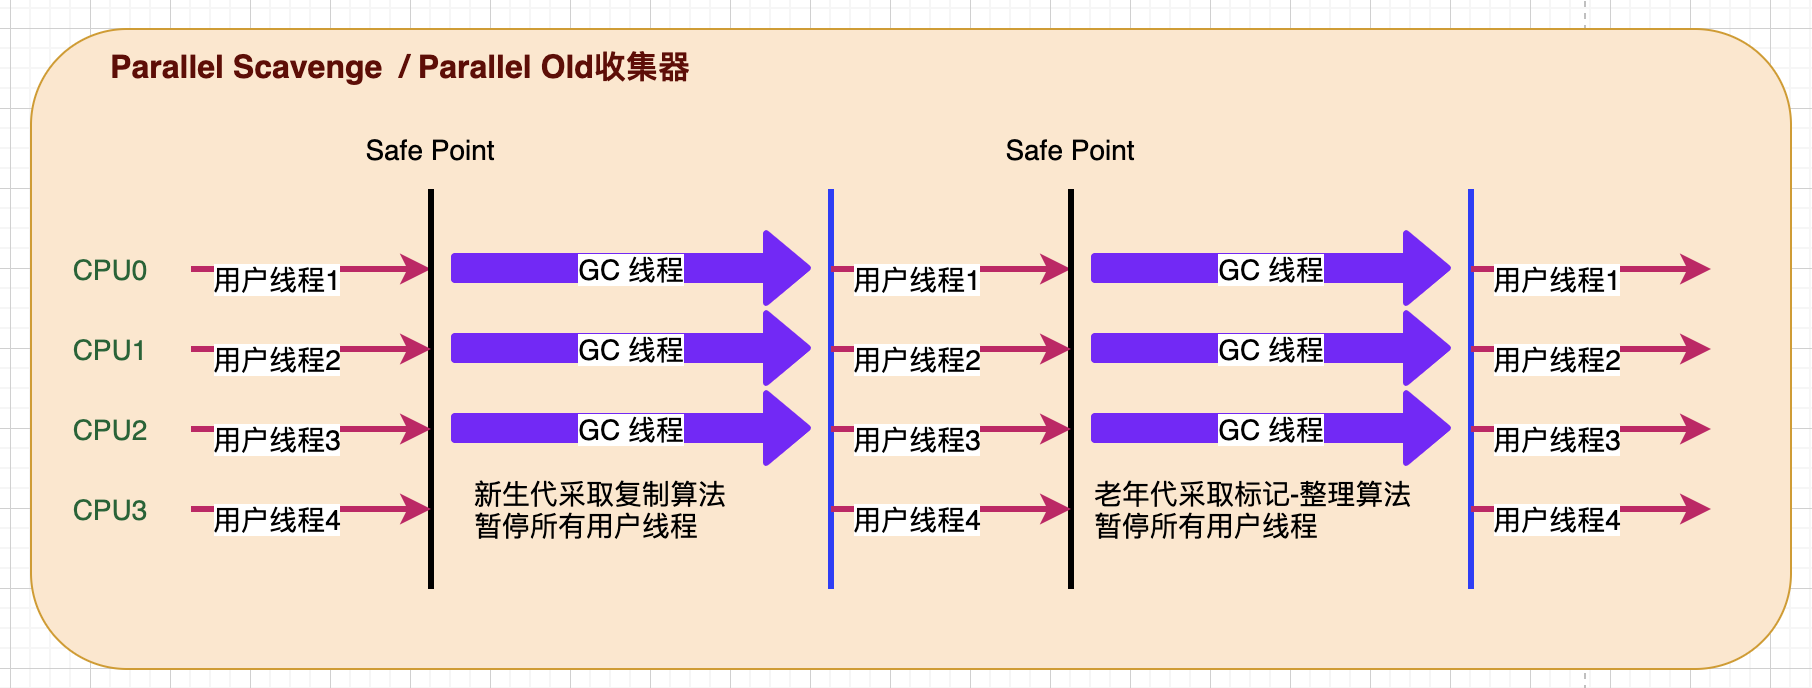 Parallel Scavenge / Parallel Old收集器
Safe Point Safe Point
CPU0 用户线程1 GC 线程 用户线程1 GC 线程 用户线程1
CPU1 用户线程2 GC 线程 用户线程2 GC 线程 用户线程2
CPU2 用户线程3 GC 线程 用户线程3 GC 线程 用户线程3
CPU3 用户线程4 用户线程4 用户线程4
新生代采取复制算法
暂停所有用户线程
老年代采取标记-整理算法
暂停所有用户线程